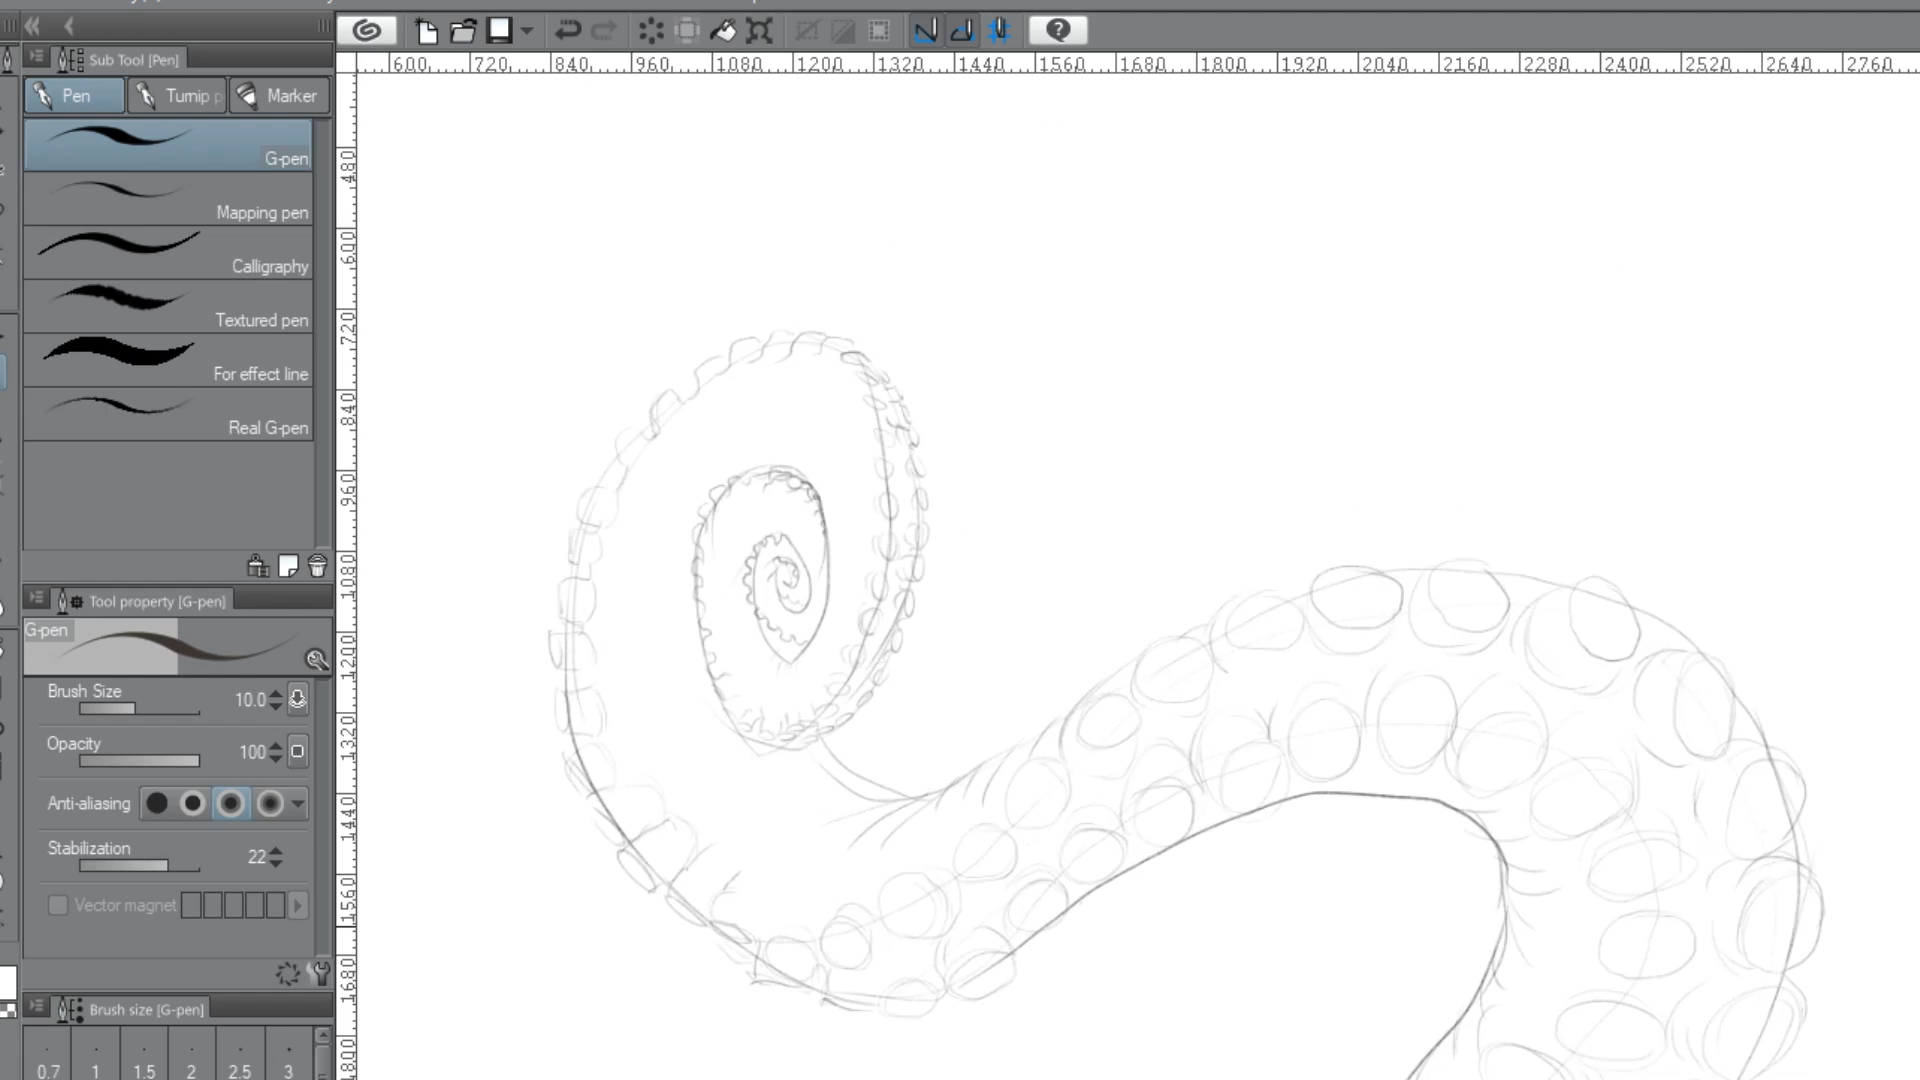 Sub Tool [Pen]
Pen
Turnip p
Marker
G-pen
Mapping pen
Calligraphy
Textured pen
For effect line
Real G-pen
Tool property [G-pen]
G-pen
Brush Size 10.0
Opacity 100
Anti-aliasing
Stabilization 22
Vector magnet
Brush size [G-pen]
0.7 1 1.5 2 2.5 3
600 720 840 960 1080 1200 1320 1440 1560 1680 1800 1920 2040 2160 2280 2400 2520 2640 2760
480
600
720
840
960
1080
1200
1320
1440
1560
1680
1800